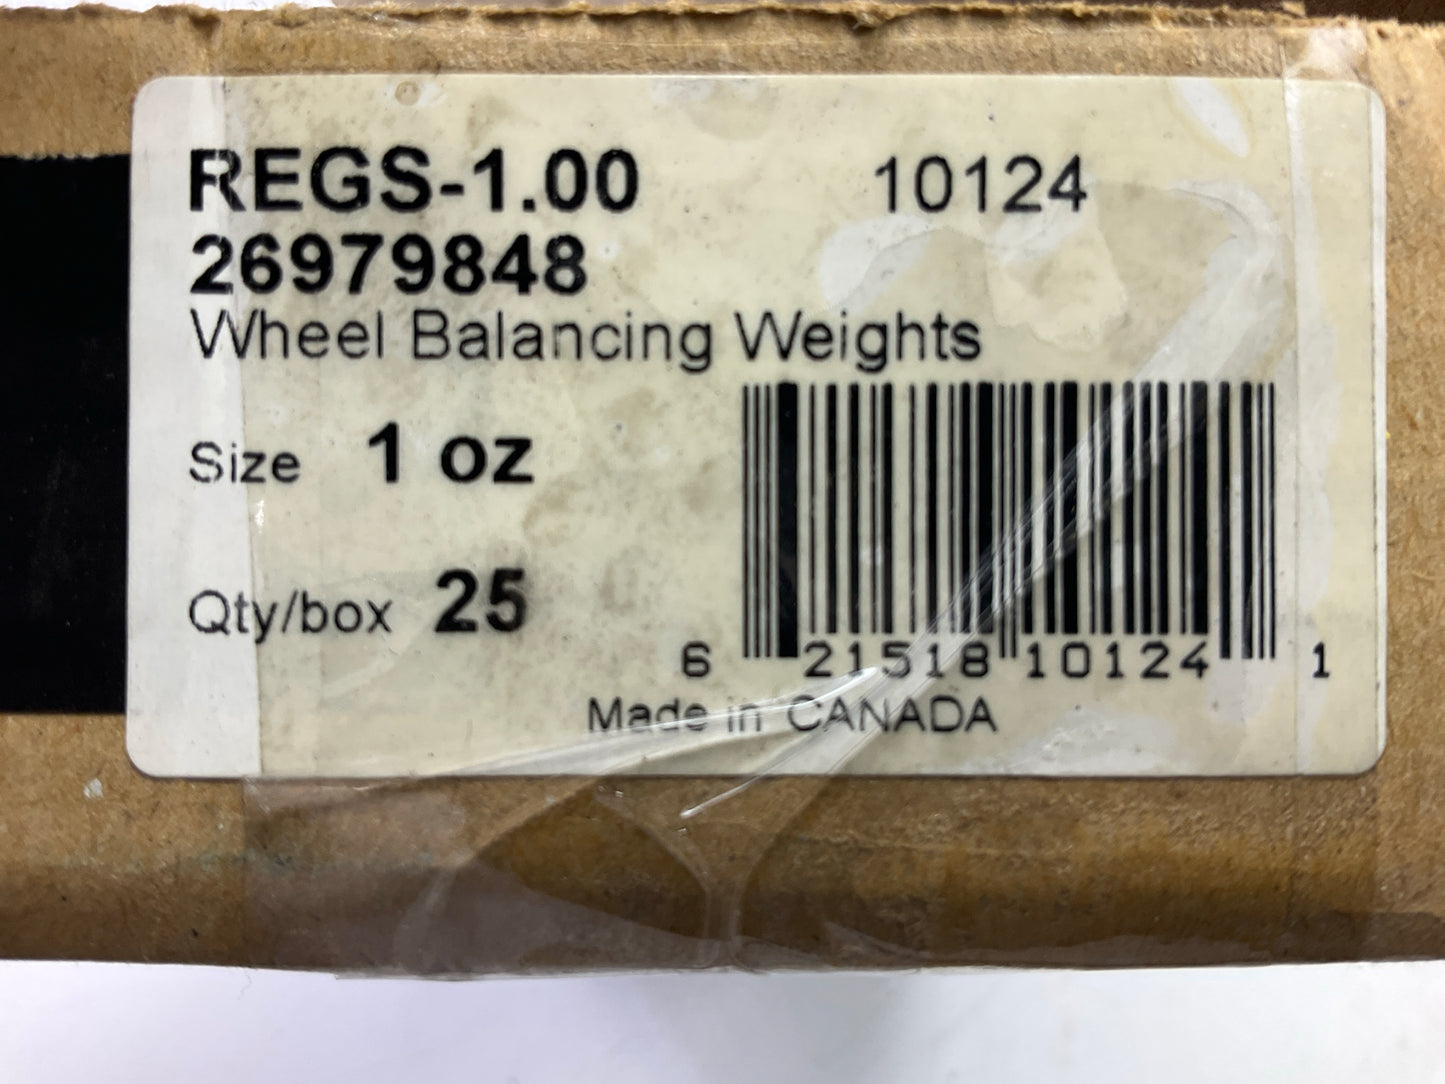 REGS-1.00 10124
26979848
Wheel Balancing Weights
Size 1 oz
Qty/box 25
6 21518 10124 1
Made in CANADA